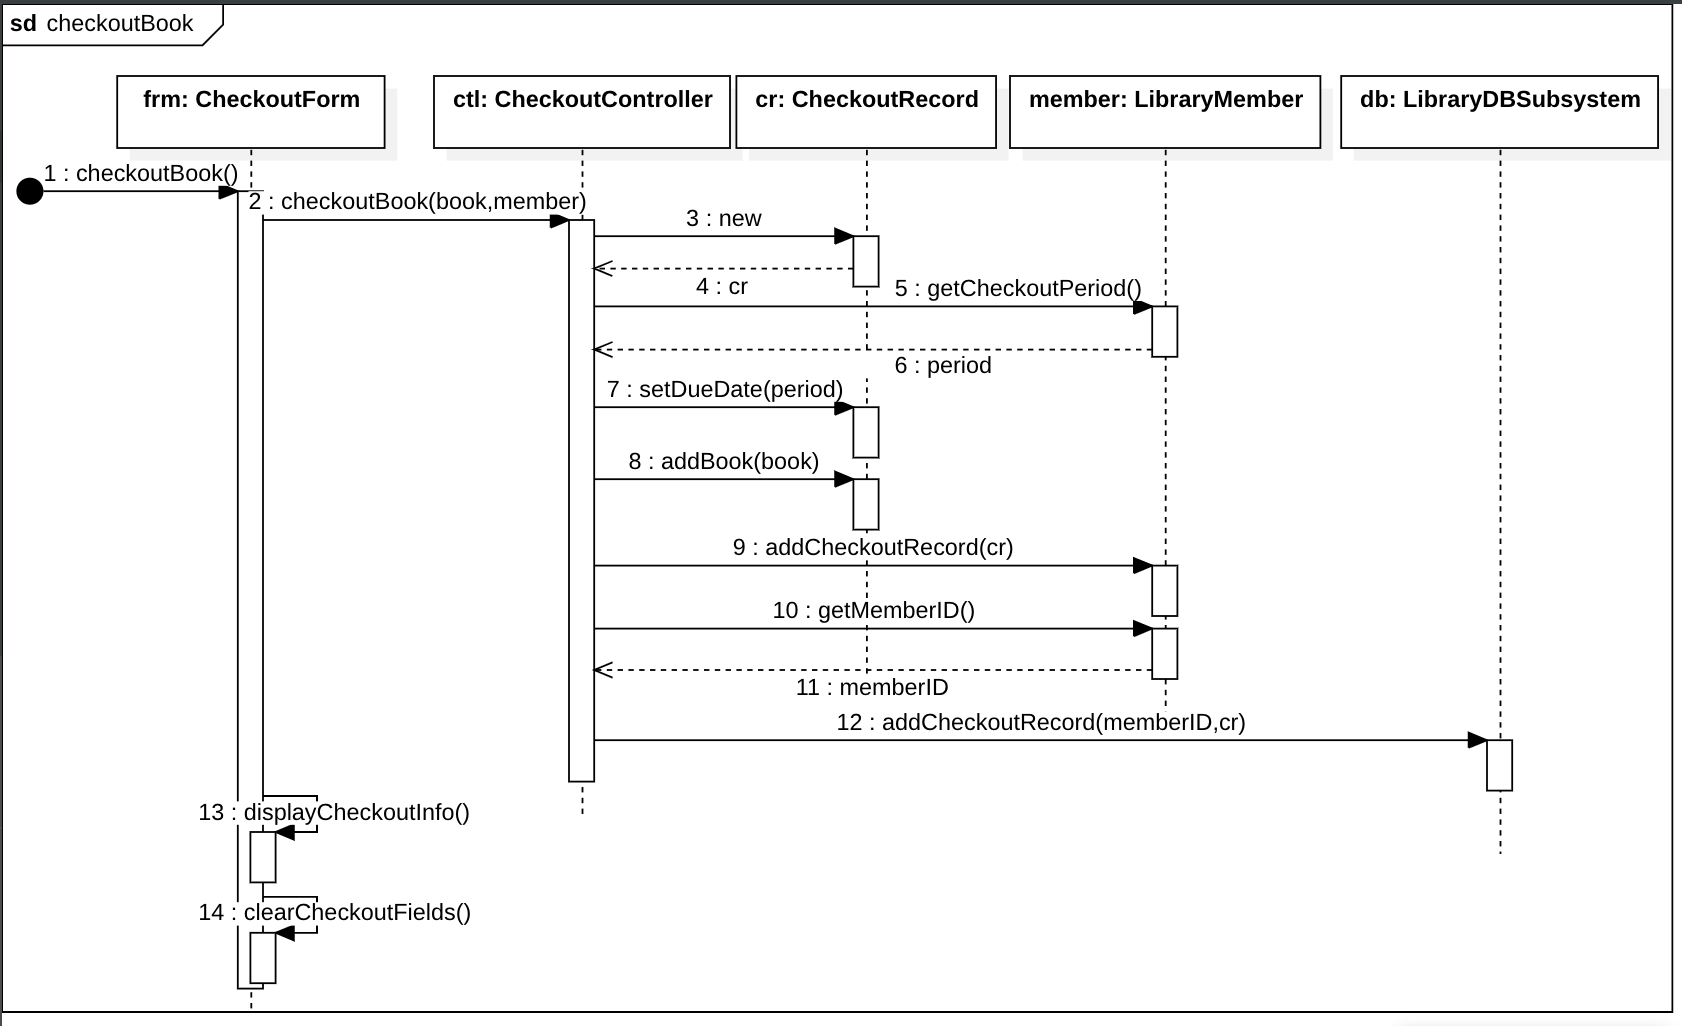 sd checkoutBook
frm: CheckoutForm
ctl: CheckoutController
cr: CheckoutRecord
member: LibraryMember
db: LibraryDBSubsystem
1 : checkoutBook()
2 : checkoutBook(book,member)
3 : new
4 : cr
5 : getCheckoutPeriod()
6 : period
7 : setDueDate(period)
8 : addBook(book)
9 : addCheckoutRecord(cr)
10 : getMemberID()
11 : memberID
12 : addCheckoutRecord(memberID,cr)
13 : displayCheckoutInfo()
14 : clearCheckoutFields()